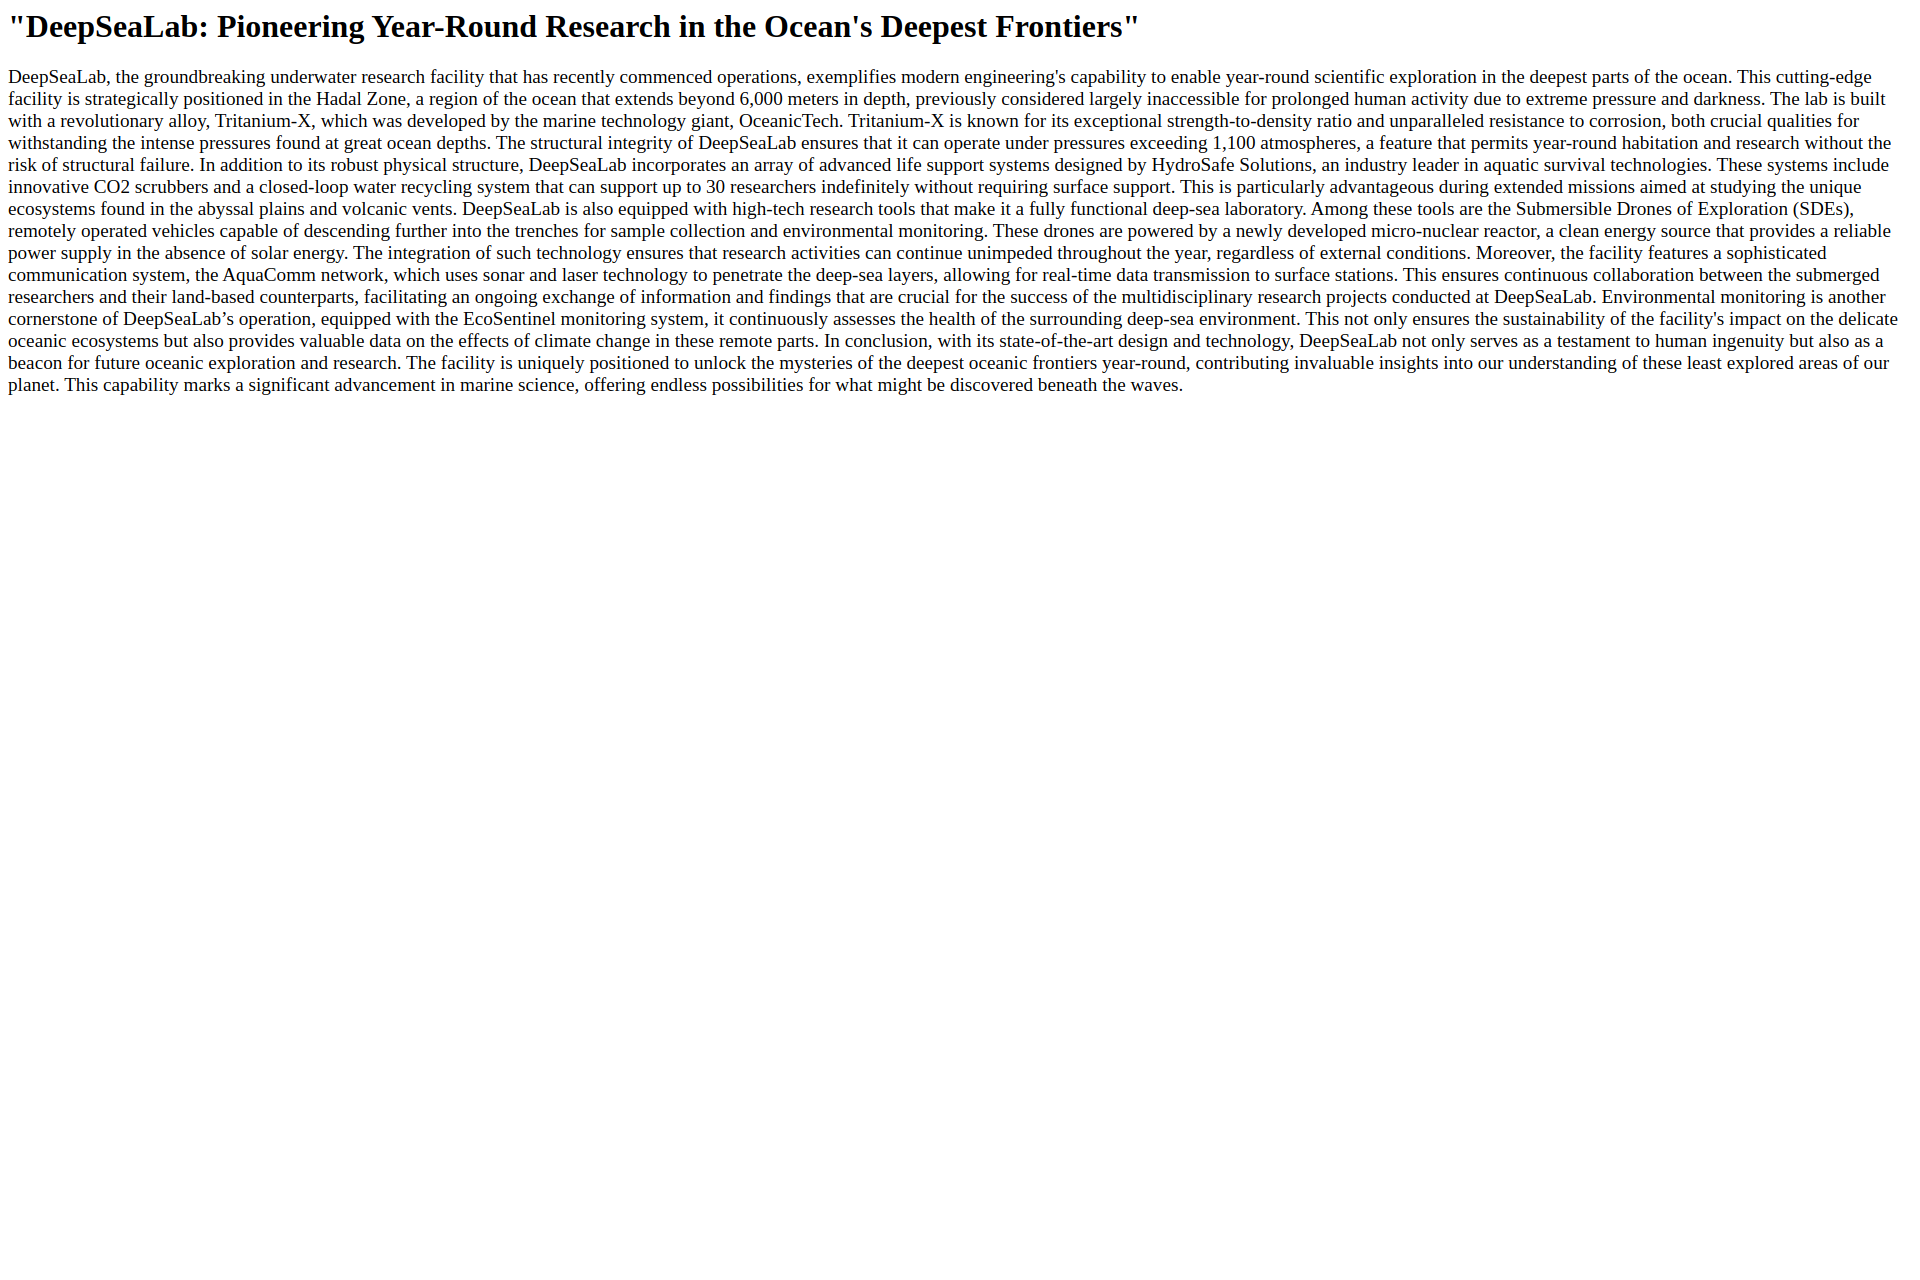 "DeepSeaLab: Pioneering Year-Round Research in the Ocean's Deepest Frontiers"
DeepSeaLab, the groundbreaking underwater research facility that has recently commenced operations, exemplifies modern engineering's capability to enable year-round scientific exploration in the deepest parts of the ocean. This cutting-edge
facility is strategically positioned in the Hadal Zone, a region of the ocean that extends beyond 6,000 meters in depth, previously considered largely inaccessible for prolonged human activity due to extreme pressure and darkness. The lab is built
with a revolutionary alloy, Tritanium-X, which was developed by the marine technology giant, OceanicTech. Tritanium-X is known for its exceptional strength-to-density ratio and unparalleled resistance to corrosion, both crucial qualities for
withstanding the intense pressures found at great ocean depths. The structural integrity of DeepSeaLab ensures that it can operate under pressures exceeding 1,100 atmospheres, a feature that permits year-round habitation and research without the
risk of structural failure. In addition to its robust physical structure, DeepSeaLab incorporates an array of advanced life support systems designed by HydroSafe Solutions, an industry leader in aquatic survival technologies. These systems include
innovative CO2 scrubbers and a closed-loop water recycling system that can support up to 30 researchers indefinitely without requiring surface support. This is particularly advantageous during extended missions aimed at studying the unique
ecosystems found in the abyssal plains and volcanic vents. DeepSeaLab is also equipped with high-tech research tools that make it a fully functional deep-sea laboratory. Among these tools are the Submersible Drones of Exploration (SDEs),
remotely operated vehicles capable of descending further into the trenches for sample collection and environmental monitoring. These drones are powered by a newly developed micro-nuclear reactor, a clean energy source that provides a reliable
power supply in the absence of solar energy. The integration of such technology ensures that research activities can continue unimpeded throughout the year, regardless of external conditions. Moreover, the facility features a sophisticated
communication system, the AquaComm network, which uses sonar and laser technology to penetrate the deep-sea layers, allowing for real-time data transmission to surface stations. This ensures continuous collaboration between the submerged
researchers and their land-based counterparts, facilitating an ongoing exchange of information and findings that are crucial for the success of the multidisciplinary research projects conducted at DeepSeaLab. Environmental monitoring is another
cornerstone of DeepSeaLab’s operation, equipped with the EcoSentinel monitoring system, it continuously assesses the health of the surrounding deep-sea environment. This not only ensures the sustainability of the facility's impact on the delicate
oceanic ecosystems but also provides valuable data on the effects of climate change in these remote parts. In conclusion, with its state-of-the-art design and technology, DeepSeaLab not only serves as a testament to human ingenuity but also as a
beacon for future oceanic exploration and research. The facility is uniquely positioned to unlock the mysteries of the deepest oceanic frontiers year-round, contributing invaluable insights into our understanding of these least explored areas of our
planet. This capability marks a significant advancement in marine science, offering endless possibilities for what might be discovered beneath the waves.